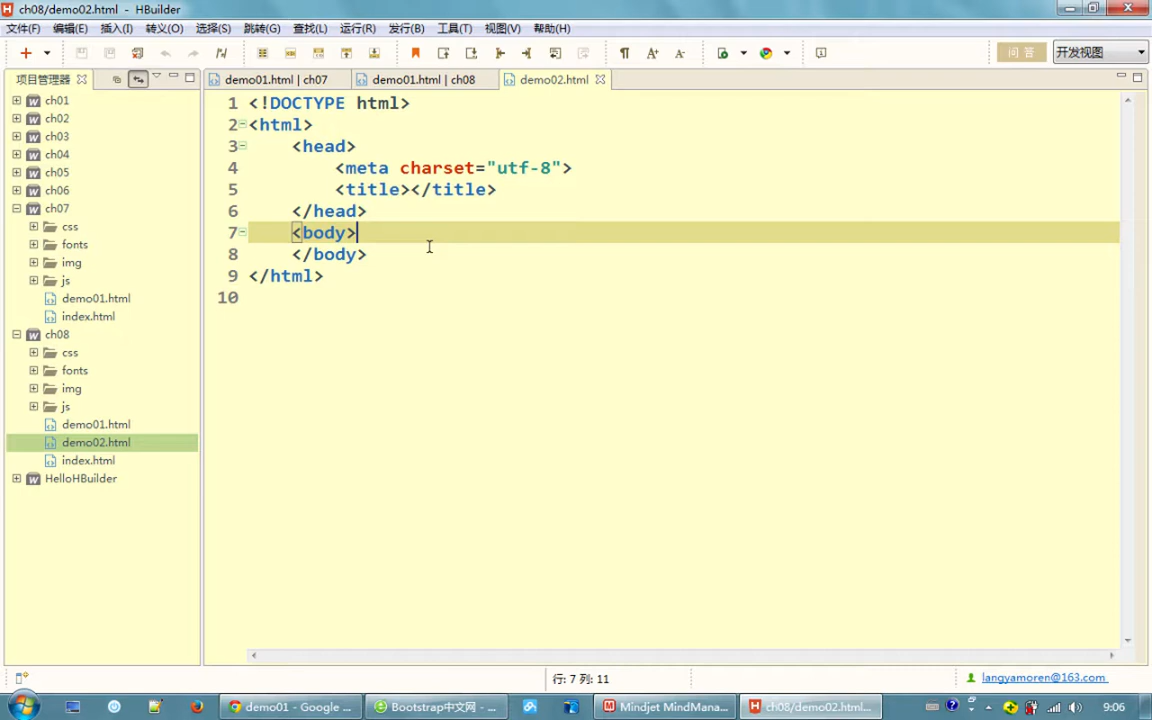 ch08/demo02.html - HBuilder
文件(F) 编辑(E) 插入(I) 转义(O) 选择(S) 跳转(G) 查找(L) 运行(R) 发行(B) 工具(T) 视图(V) 帮助(H)
问 答 开发视图
项目管理器 demo01.html | ch07 demo01.html | ch08 demo02.html
ch01
ch02
ch03
ch04
ch05
ch06
ch07
css
fonts
img
js
demo01.html
index.html
ch08
css
fonts
img
js
demo01.html
demo02.html
index.html
HelloHBuilder
1 <!DOCTYPE html>
2 <html>
3 <head>
4 <meta charset="utf-8">
5 <title></title>
6 </head>
7 <body>
8 </body>
9 </html>
10
行: 7 列: 11 langyamoren@163.com
demo01 - Google ... Bootstrap中文网 - ... Mindjet MindMana... ch08/demo02.html... 9:06